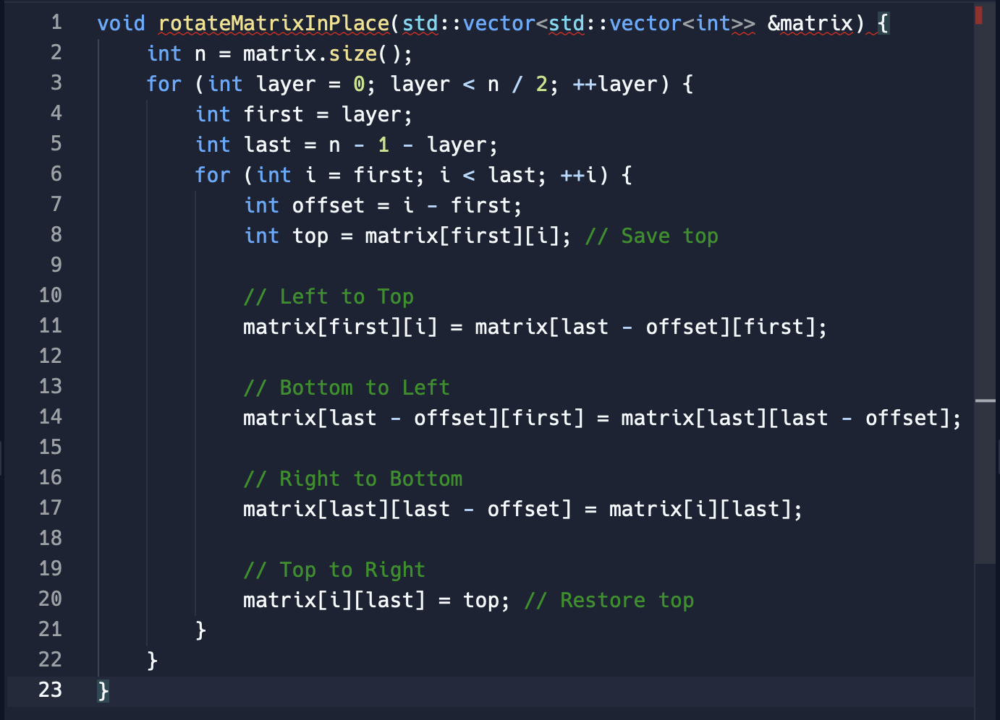 1 void rotateMatrixInPlace(std::vector<std::vector<int>> &matrix) {
2     int n = matrix.size();
3     for (int layer = 0; layer < n / 2; ++layer) {
4         int first = layer;
5         int last = n - 1 - layer;
6         for (int i = first; i < last; ++i) {
7             int offset = i - first;
8             int top = matrix[first][i]; // Save top
9
10             // Left to Top
11             matrix[first][i] = matrix[last - offset][first];
12
13             // Bottom to Left
14             matrix[last - offset][first] = matrix[last][last - offset];
15
16             // Right to Bottom
17             matrix[last][last - offset] = matrix[i][last];
18
19             // Top to Right
20             matrix[i][last] = top; // Restore top
21         }
22     }
23 }